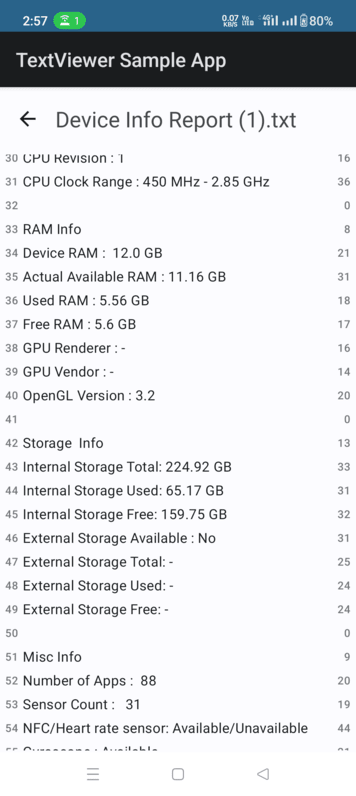 2:57 1 0.07 KB/S Vo LTE 4G 80%
TextViewer Sample App
Device Info Report (1).txt
30 CPU Revision : 1 16
31 CPU Clock Range : 450 MHz - 2.85 GHz 36
32 0
33 RAM Info 8
34 Device RAM :  12.0 GB 21
35 Actual Available RAM : 11.16 GB 31
36 Used RAM : 5.56 GB 18
37 Free RAM : 5.6 GB 17
38 GPU Renderer : - 16
39 GPU Vendor : - 14
40 OpenGL Version : 3.2 20
41 0
42 Storage  Info 13
43 Internal Storage Total: 224.92 GB 33
44 Internal Storage Used: 65.17 GB 31
45 Internal Storage Free: 159.75 GB 32
46 External Storage Available : No 31
47 External Storage Total: - 25
48 External Storage Used: - 24
49 External Storage Free: - 24
50 0
51 Misc Info 9
52 Number of Apps :  88 20
53 Sensor Count :   31 19
54 NFC/Heart rate sensor: Available/Unavailable 44
55 Gyroscope : Available 21